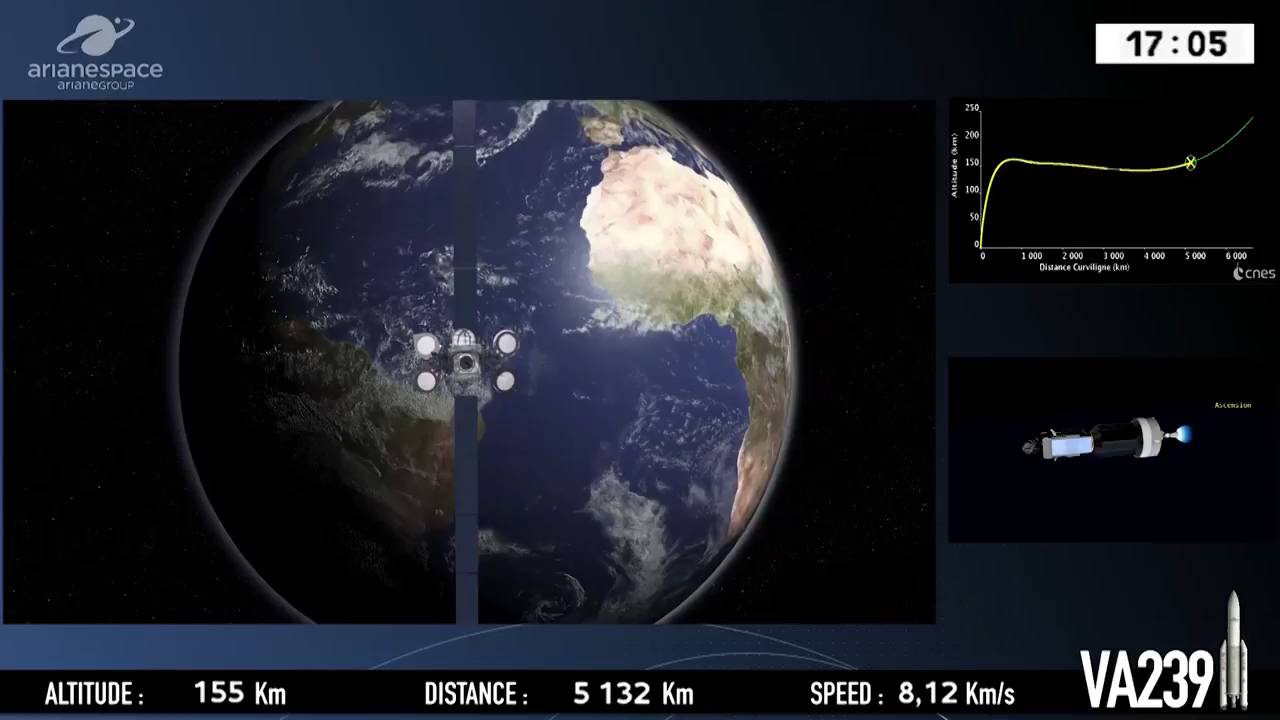 arianespace
arianeGROUP
17:05
250
200
150
100
50
0
Altitude (km)
0 1 000 2 000 3 000 4 000 5 000 6 000
Distance Curviligne (km)
cnes
Ascension
VA239
ALTITUDE : 155 Km DISTANCE : 5 132 Km SPEED : 8,12 Km/s